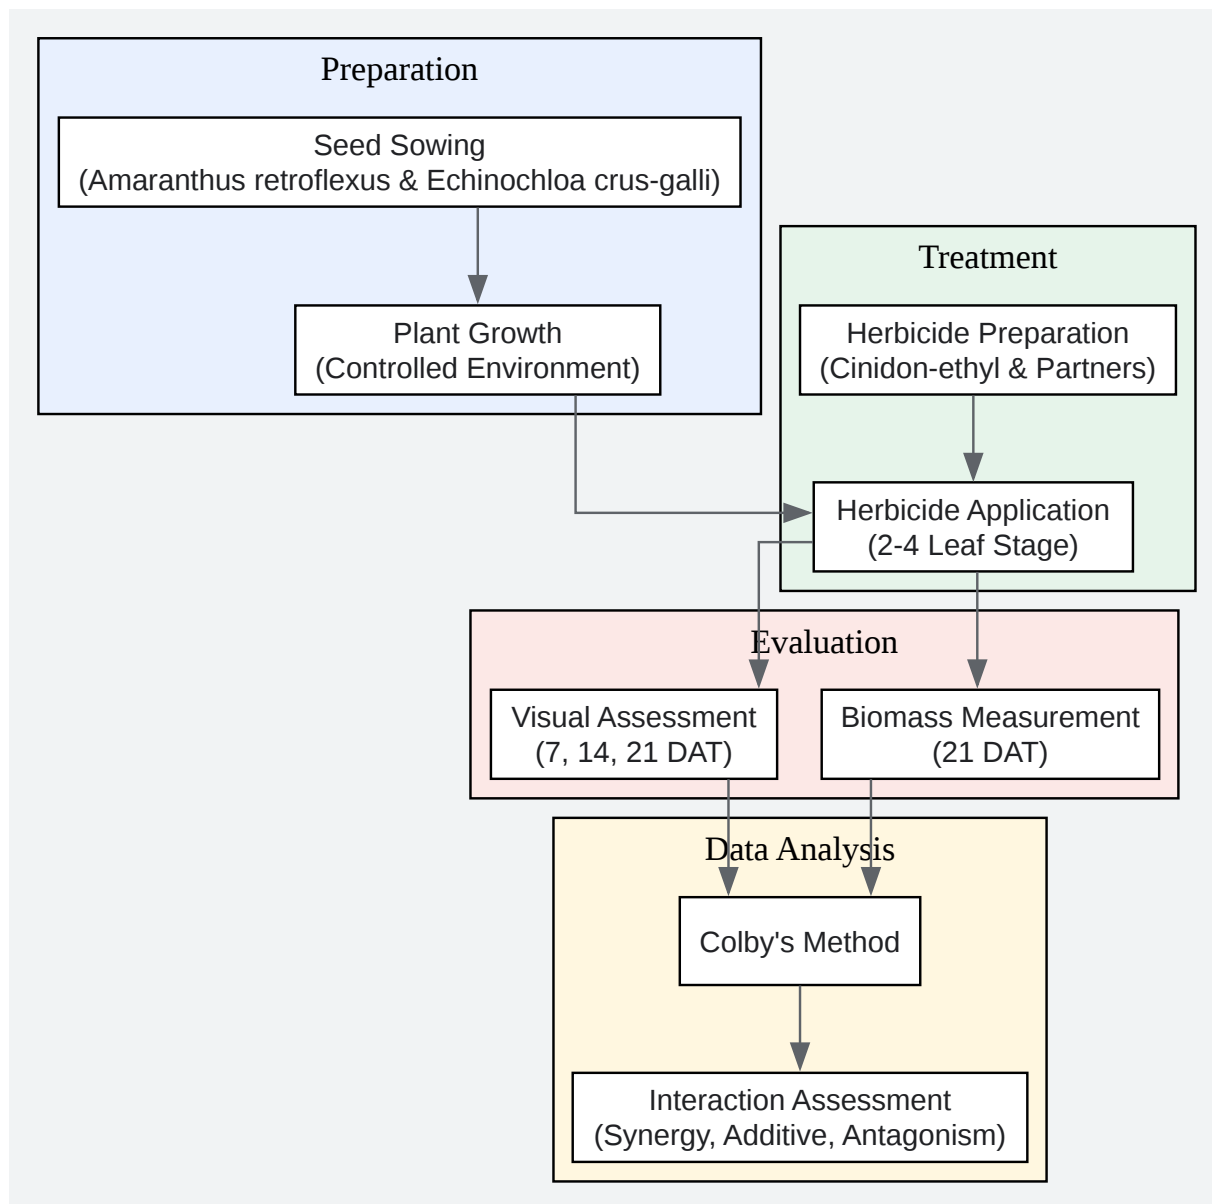 Preparation
Seed Sowing
(Amaranthus retroflexus & Echinochloa crus-galli)
Plant Growth
(Controlled Environment)
Treatment
Herbicide Preparation
(Cinidon-ethyl & Partners)
Herbicide Application
(2-4 Leaf Stage)
Evaluation
Visual Assessment
(7, 14, 21 DAT)
Biomass Measurement
(21 DAT)
Data Analysis
Colby's Method
Interaction Assessment
(Synergy, Additive, Antagonism)